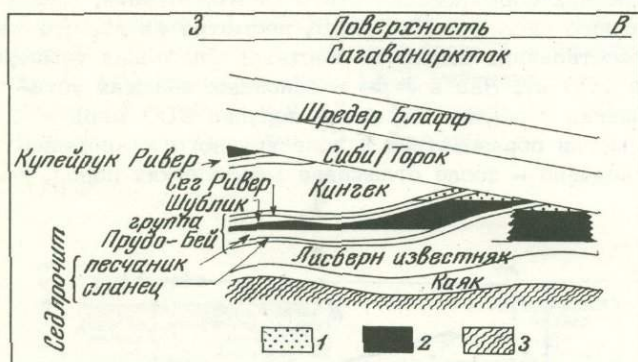 З Поверхность В
Сагаваниркток
Шредер Блафф
Купейрук Ривер
Сиби/Торок
Сег Ривер
Кингек
Шублик
группа
Прудо-Бей
Лисберн известняк
песчаник
сланец
Каяк
Седлрочит
1 2 3